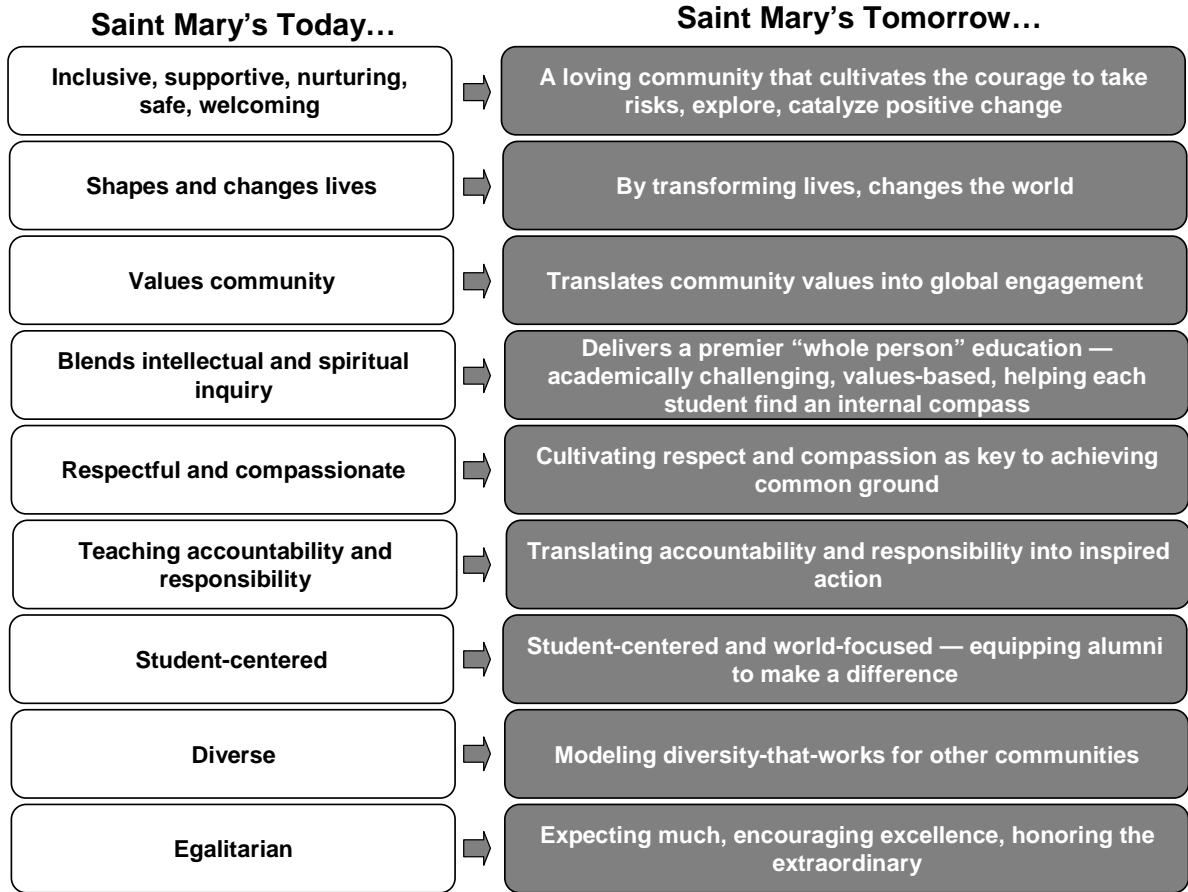 Saint Mary’s Today…
Saint Mary’s Tomorrow…
Inclusive, supportive, nurturing,
safe, welcoming
A loving community that cultivates the courage to take
risks, explore, catalyze positive change
Shapes and changes lives
By transforming lives, changes the world
Values community
Translates community values into global engagement
Blends intellectual and spiritual
inquiry
Delivers a premier “whole person” education —
academically challenging, values-based, helping each
student find an internal compass
Respectful and compassionate
Cultivating respect and compassion as key to achieving
common ground
Teaching accountability and
responsibility
Translating accountability and responsibility into inspired
action
Student-centered
Student-centered and world-focused — equipping alumni
to make a difference
Diverse
Modeling diversity-that-works for other communities
Egalitarian
Expecting much, encouraging excellence, honoring the
extraordinary